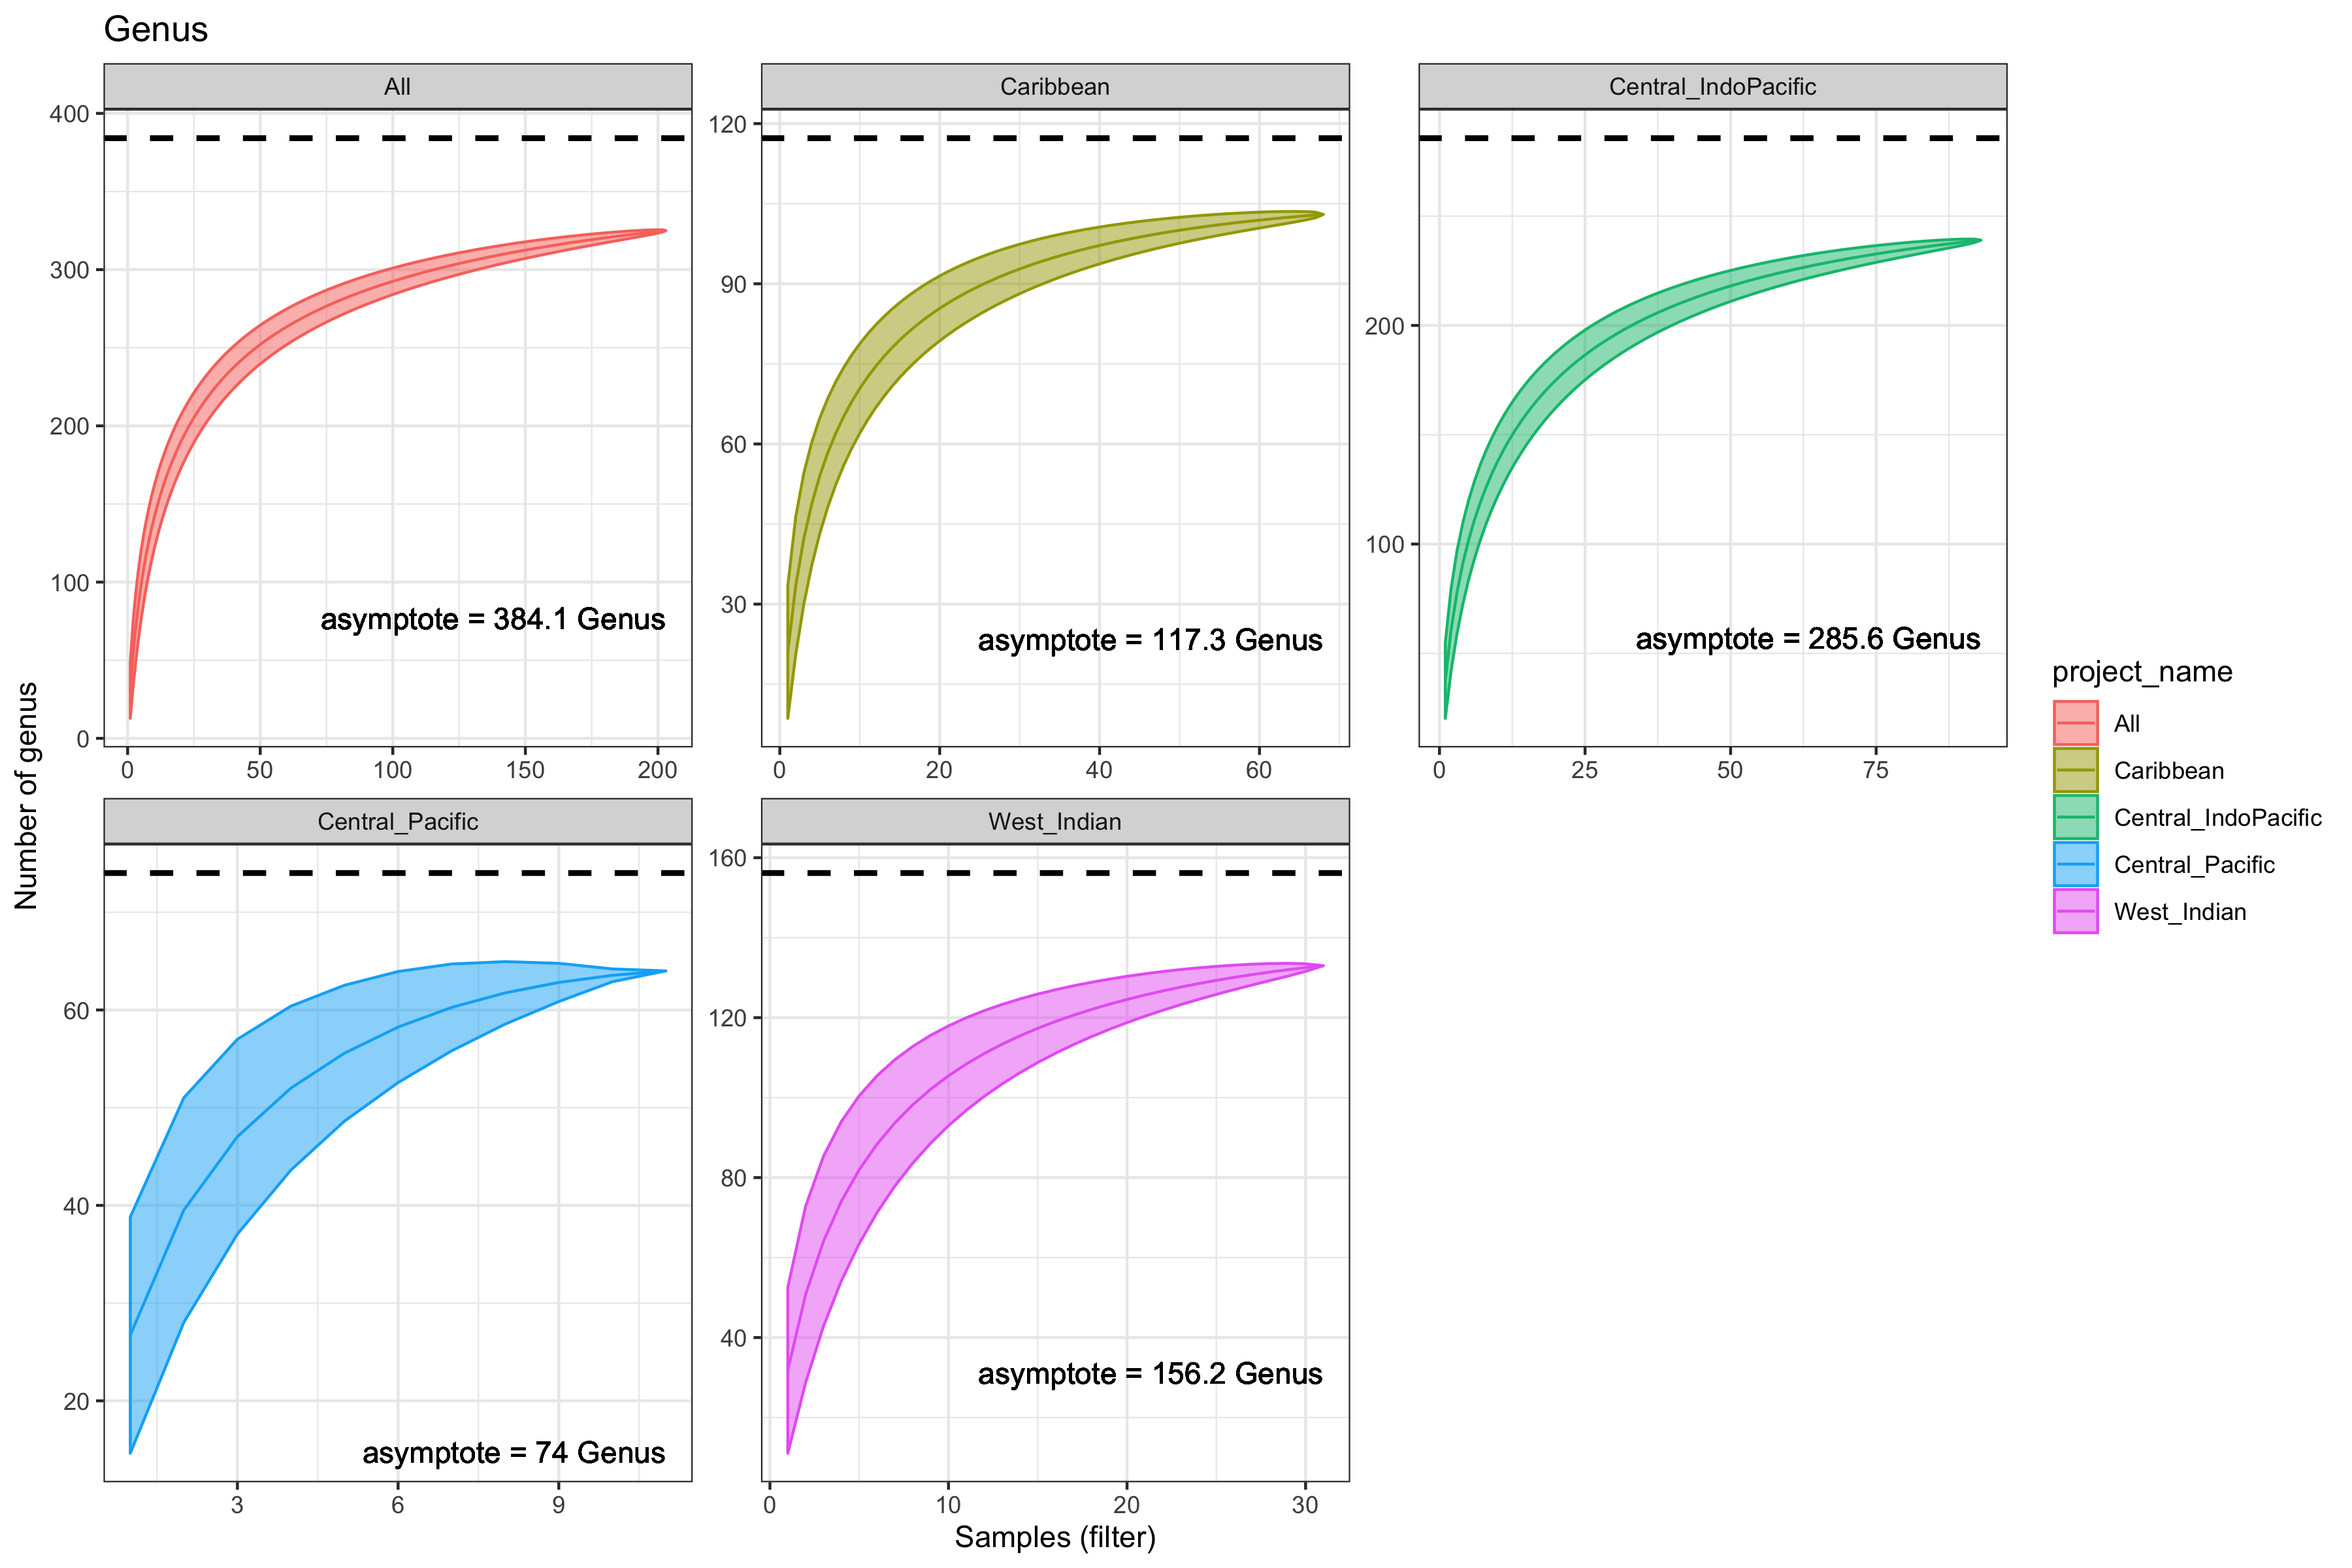 Genus
All
400
300
200
100
0
0 50 100 150 200
asymptote = 384.1 Genus
Caribbean
120
90
60
30
0 20 40 60
asymptote = 117.3 Genus
Central_IndoPacific
200
100
0 25 50 75
asymptote = 285.6 Genus
Central_Pacific
60
40
20
3 6 9
asymptote = 74 Genus
West_Indian
160
120
80
40
0 10 20 30
asymptote = 156.2 Genus
Number of genus
Samples (filter)
project_name
All
Caribbean
Central_IndoPacific
Central_Pacific
West_Indian